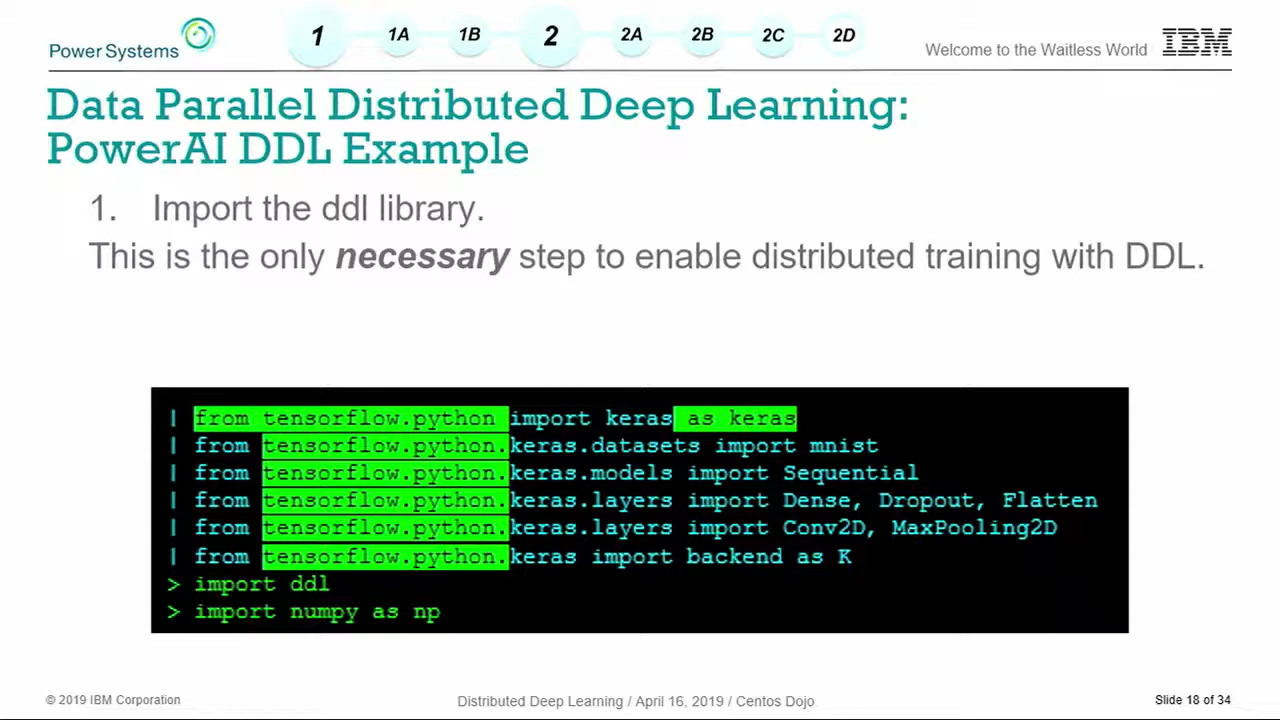 Power Systems
1 1A 1B 2 2A 2B 2C 2D
Welcome to the Waitless World IBM
Data Parallel Distributed Deep Learning:
PowerAI DDL Example
1. Import the ddl library.
This is the only necessary step to enable distributed training with DDL.
| from tensorflow.python import keras as keras
| from tensorflow.python.keras.datasets import mnist
| from tensorflow.python.keras.models import Sequential
| from tensorflow.python.keras.layers import Dense, Dropout, Flatten
| from tensorflow.python.keras.layers import Conv2D, MaxPooling2D
| from tensorflow.python.keras import backend as K
> import ddl
> import numpy as np
© 2019 IBM Corporation
Distributed Deep Learning / April 16, 2019 / Centos Dojo
Slide 18 of 34